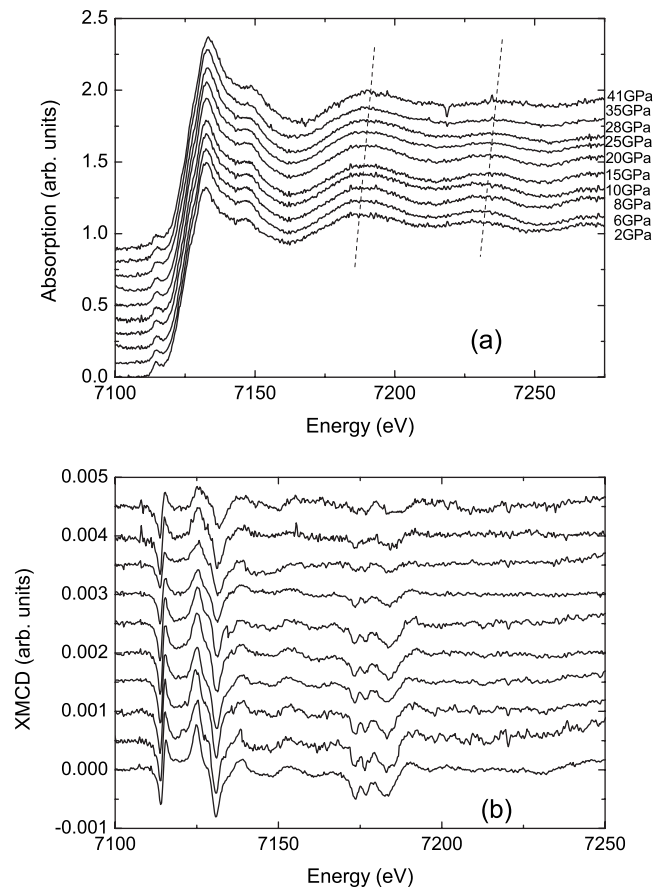 2.5
2.0
1.5
1.0
0.5
0.0
Absorption (arb. units)
41GPa
35GPa
28GPa
25GPa
20GPa
15GPa
10GPa
8GPa
6GPa
2GPa
(a)
7100
7150
7200
7250
Energy (eV)
0.005
0.004
0.003
0.002
0.001
0.000
-0.001
XMCD (arb. units)
(b)
7100
7150
7200
7250
Energy (eV)